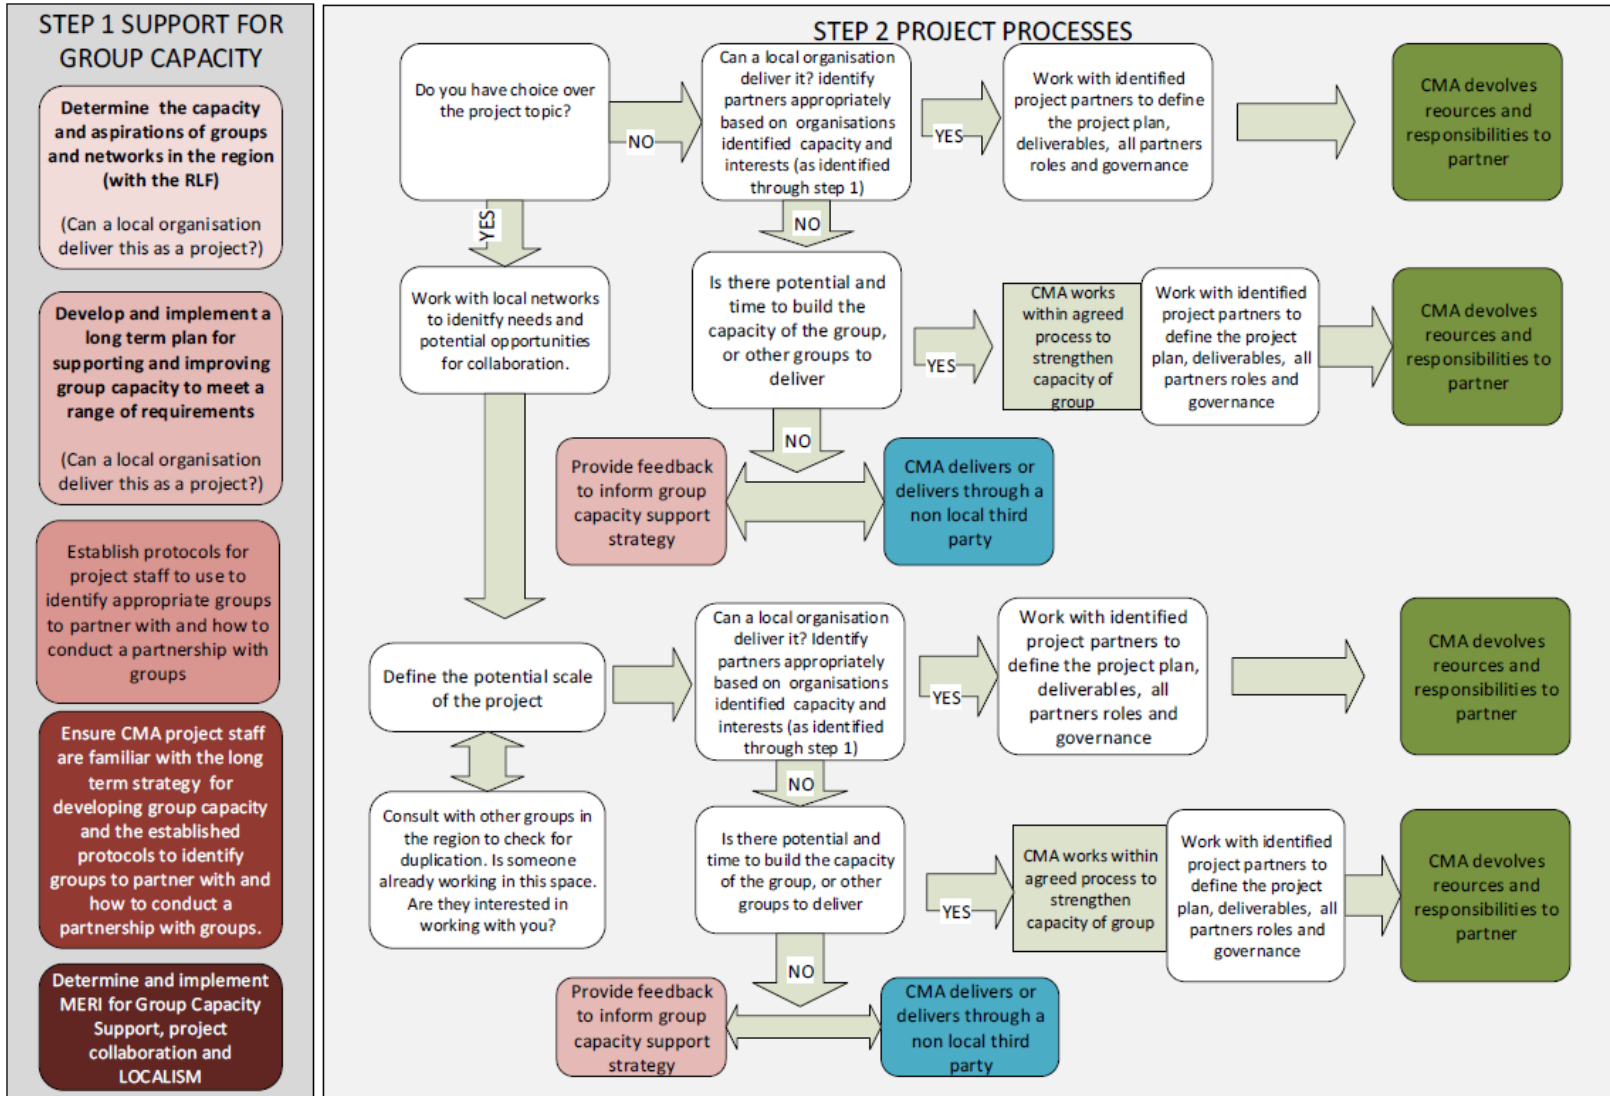 STEP 1 SUPPORT FOR
GROUP CAPACITY
Determine the capacity
and aspirations of groups
and networks in the region
(with the RLF)
(Can a local organisation
deliver this as a project?)
Develop and implement a
long term plan for
supporting and improving
group capacity to meet a
range of requirements
(Can a local organisation
deliver this as a project?)
Establish protocols for
project staff to use to
identify appropriate groups
to partner with and how to
conduct a partnership with
groups
Ensure CMA project staff
are familiar with the long
term strategy for
developing group capacity
and the established
protocols to identify
groups to partner with and
how to conduct a
partnership with groups.
Determine and implement
MERI for Group Capacity
Support, project
collaboration and
LOCALISM
STEP 2 PROJECT PROCESSES
Do you have choice over
the project topic?
NO
Can a local organisation
deliver it? identify
partners appropriately
based on organisations
identified capacity and
interests (as identified
through step 1)
YES
Work with identified
project partners to define
the project plan,
deliverables, all partners
roles and governance
CMA devolves
reources and
responsibilities to
partner
YES
NO
Work with local networks
to idenitfy needs and
potential opportunities
for collaboration.
Is there potential and
time to build the
capacity of the group,
or other groups to
deliver
YES
CMA works
within agreed
process to
strengthen
capacity of
group
Work with identified
project partners to
define the project
plan, deliverables, all
partners roles and
governance
CMA devolves
reources and
responsibilities to
partner
NO
Provide feedback
to inform group
capacity support
strategy
CMA delivers or
delivers through a
non local third
party
Define the potential scale
of the project
Can a local organisation
deliver it? Identify
partners appropriately
based on organisations
identified capacity and
interests (as identified
through step 1)
YES
Work with identified
project partners to
define the project plan,
deliverables, all
partners roles and
governance
CMA devolves
reources and
responsibilities to
partner
NO
Consult with other groups in
the region to check for
duplication. Is someone
already working in this space.
Are they interested in
working with you?
Is there potential and
time to build the capacity
of the group, or other
groups to deliver
YES
CMA works within
agreed process to
strengthen
capacity of group
Work with identified
project partners to
define the project
plan, deliverables, all
partners roles and
governance
CMA devolves
reources and
responsibilities to
partner
NO
Provide feedback
to inform group
capacity support
strategy
CMA delivers or
delivers through a
non local third
party